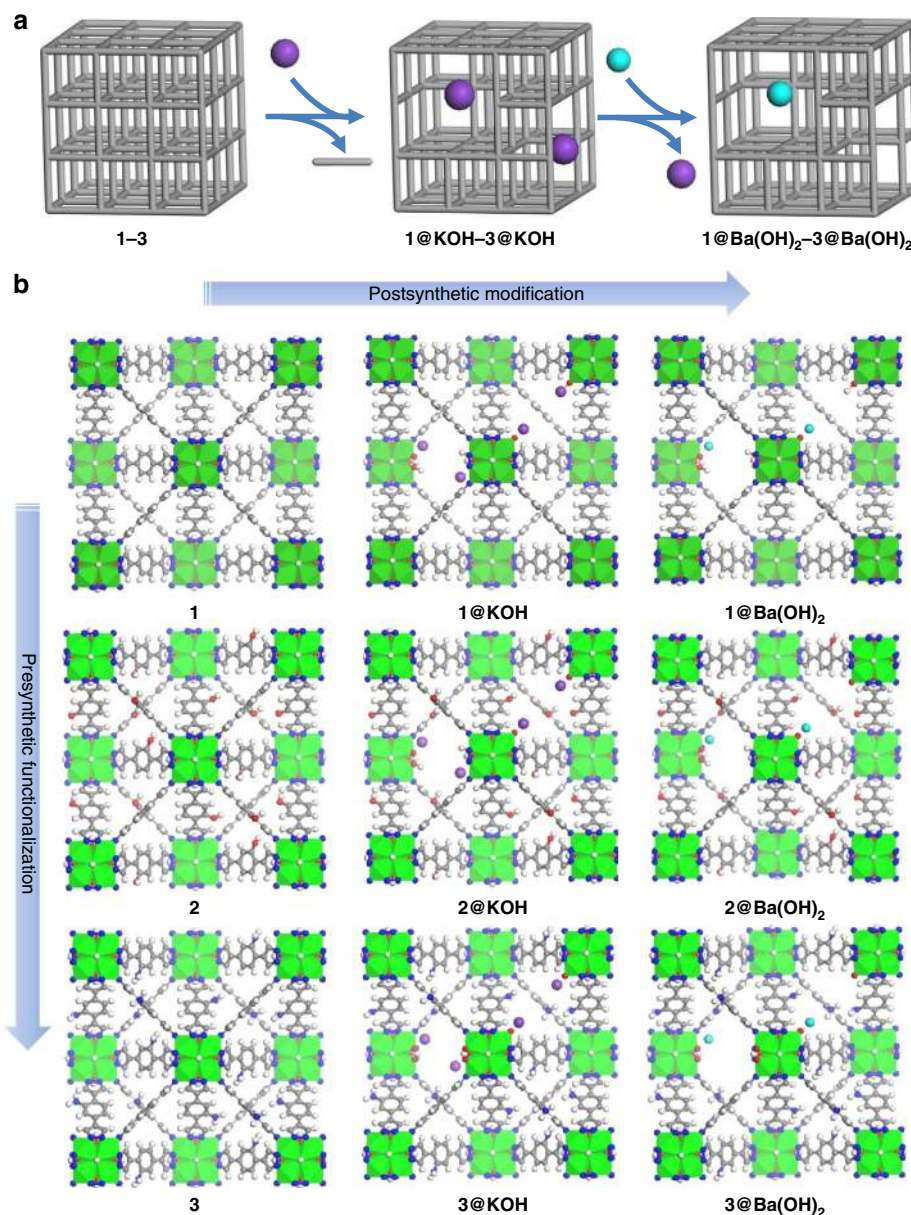 a
1–3
1@KOH–3@KOH
1@Ba(OH)2–3@Ba(OH)2
b
Postsynthetic modification
Presynthetic functionalization
1
1@KOH
1@Ba(OH)2
2
2@KOH
2@Ba(OH)2
3
3@KOH
3@Ba(OH)2